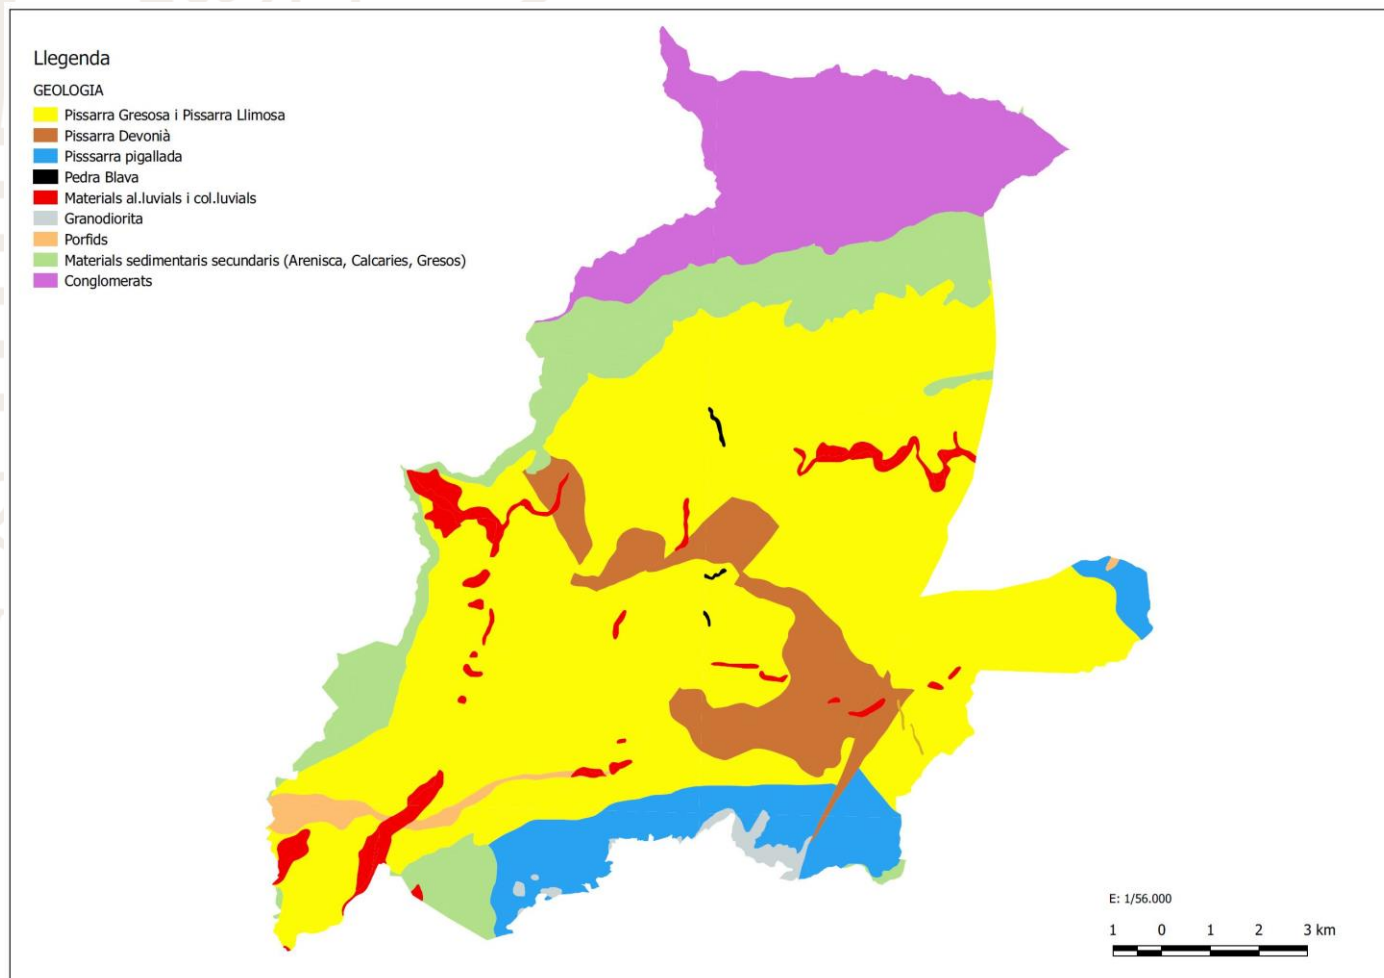 Llegenda
GEOLOGIA
Pissarra Gresosa i Pissarra Llimosa
Pissarra Devonià
Pisssarra pigallada
Pedra Blava
Materials al.luvials i col.luvials
Granodiorita
Porfids
Materials sedimentaris secundaris (Arenisca, Calcaries, Gresos)
Conglomerats
E: 1/56.000
1 0 1 2 3 km